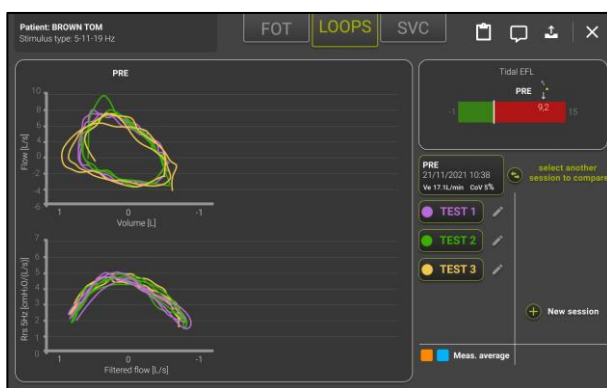 Patient: BROWN TOM
Stimulus type: 5-11-19 Hz
FOT
LOOPS
SVC
PRE
Flow [L/s]
10
8
6
4
2
0
-2
-4
-6
1 0 -1
Volume [L]
Rrs 5Hz [cmH₂O/(L/s)]
7
6
5
4
3
2
1
0
1 0 -1
Filtered flow [L/s]
Tidal EFL
PRE
-1
9,2
15
PRE
21/11/2021 10:38
Ve 17.1L/min CoV 5%
select another
session to compare
TEST 1
TEST 2
TEST 3
New session
Meas. average